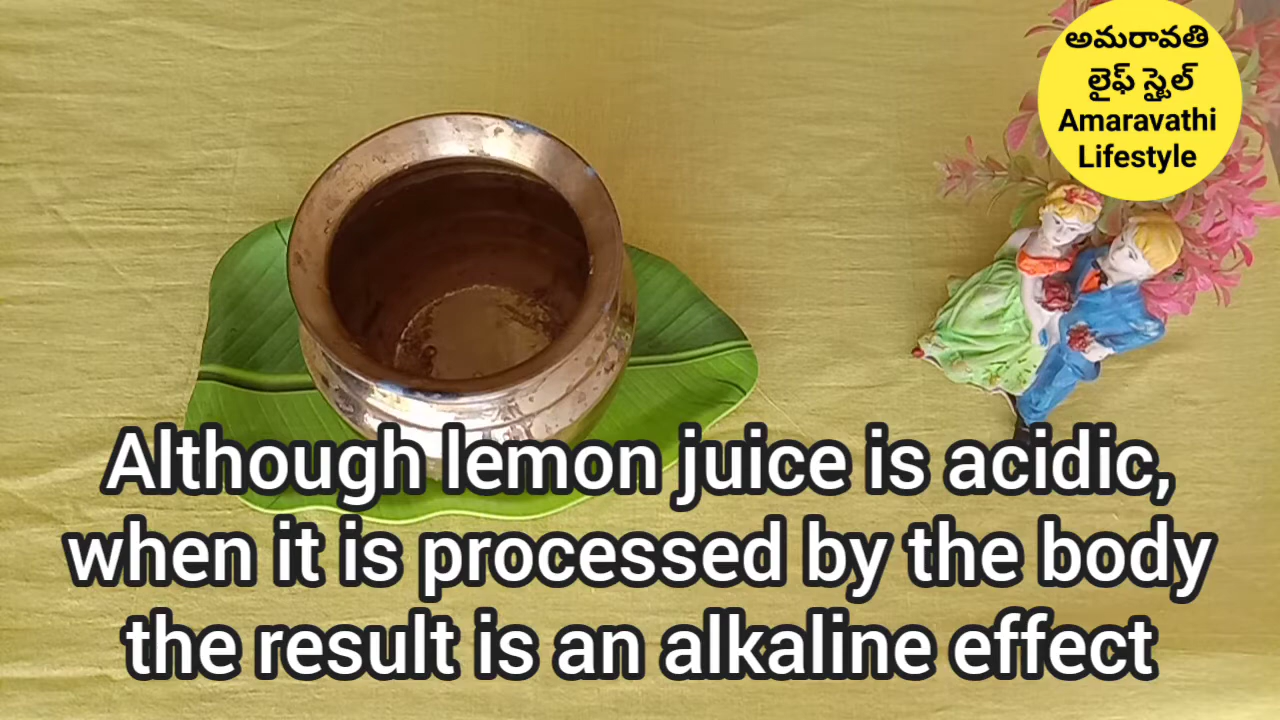 అమరావతి
లైఫ్ స్టైల్
Amaravathi
Lifestyle
Although lemon juice is acidic,
when it is processed by the body
the result is an alkaline effect